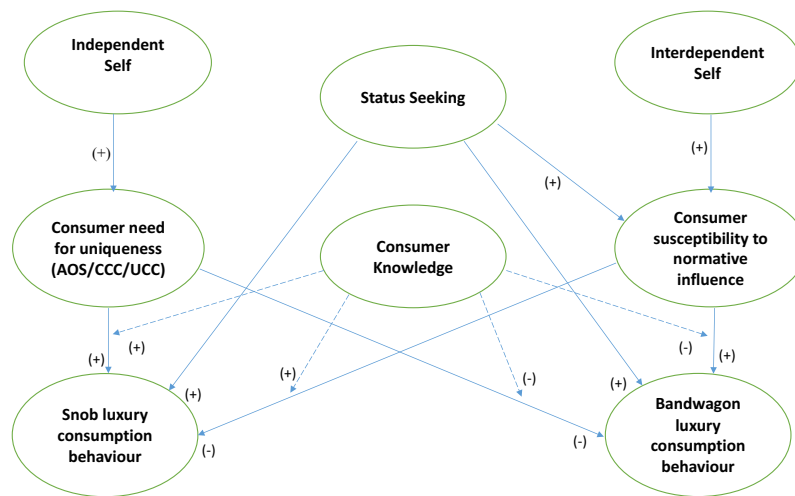 Independent
Self
Status Seeking
Interdependent
Self
(+)
(+)
(+)
Consumer need
for uniqueness
(AOS/CCC/UCC)
Consumer
Knowledge
Consumer
susceptibility to
normative
influence
(+)
(+)
(+)
(-)
(-)
(+)
Snob luxury
consumption
behaviour
(+)
(-)
(+)
(-)
Bandwagon
luxury
consumption
behaviour